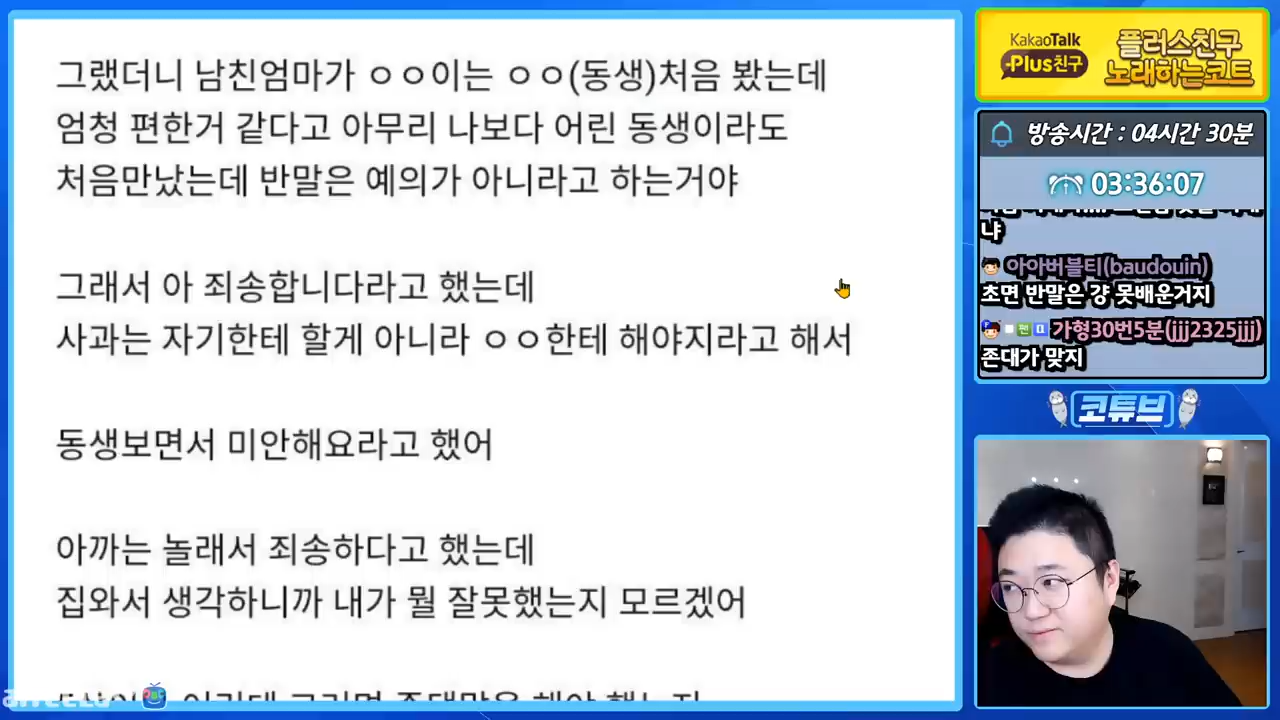 그랬더니 남친엄마가 ㅇㅇ이는 ㅇㅇ(동생)처음 봤는데
엄청 편한거 같다고 아무리 나보다 어린 동생이라도
처음만났는데 반말은 예의가 아니라고 하는거야
그래서 아 죄송합니다라고 했는데
사과는 자기한테 할게 아니라 ㅇㅇ한테 해야지라고 해서
동생보면서 미안해요라고 했어
아까는 놀래서 죄송하다고 했는데
집와서 생각하니까 내가 뭘 잘못했는지 모르겠어
KakaoTalk
Plus친구
플러스친구
노래하는코트
방송시간 : 04시간 30분
03:36:07
냐
아아버블티(baudouin)
초면 반말은 걍 못배운거지
편
가형30번5분(jjj2325jjj)
존대가 맞지
코튜브